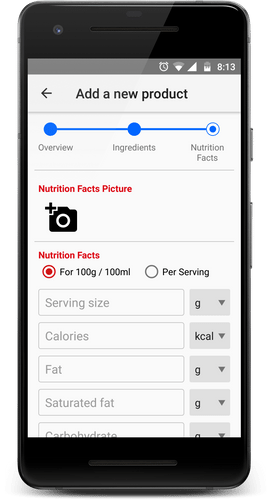 8:13
Add a new product
Overview
Ingredients
Nutrition
Facts
Nutrition Facts Picture
Nutrition Facts
For 100g / 100ml
Per Serving
Serving size
g
Calories
kcal
Fat
g
Saturated fat
g
Carbohydrate
g